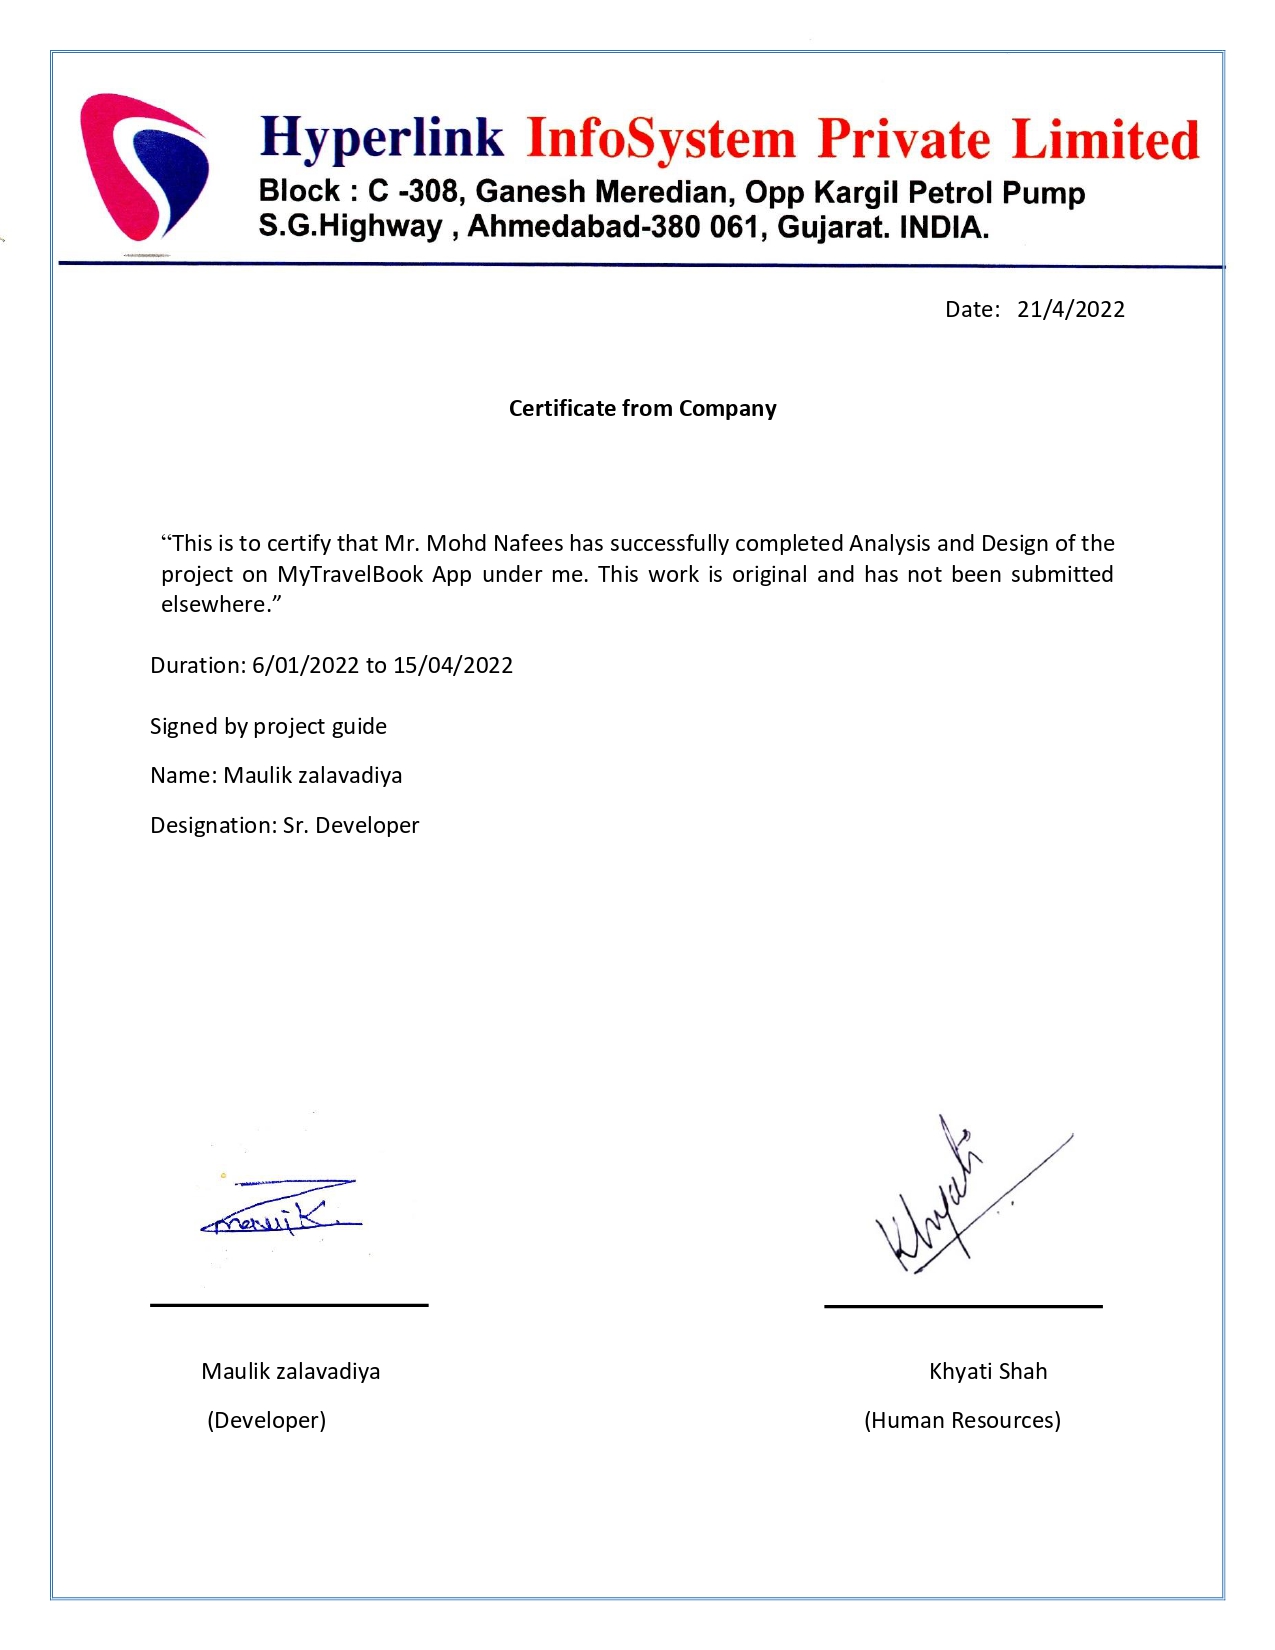 Hyperlink InfoSystem Private Limited
Block : C -308, Ganesh Meredian, Opp Kargil Petrol Pump
S.G.Highway , Ahmedabad-380 061, Gujarat. INDIA.
Date: 21/4/2022
Certificate from Company
“This is to certify that Mr. Mohd Nafees has successfully completed Analysis and Design of the
project on MyTravelBook App under me. This work is original and has not been submitted
elsewhere.”
Duration: 6/01/2022 to 15/04/2022
Signed by project guide
Name: Maulik zalavadiya
Designation: Sr. Developer
Khyati
Maulik zalavadiya
Khyati Shah
(Developer)
(Human Resources)